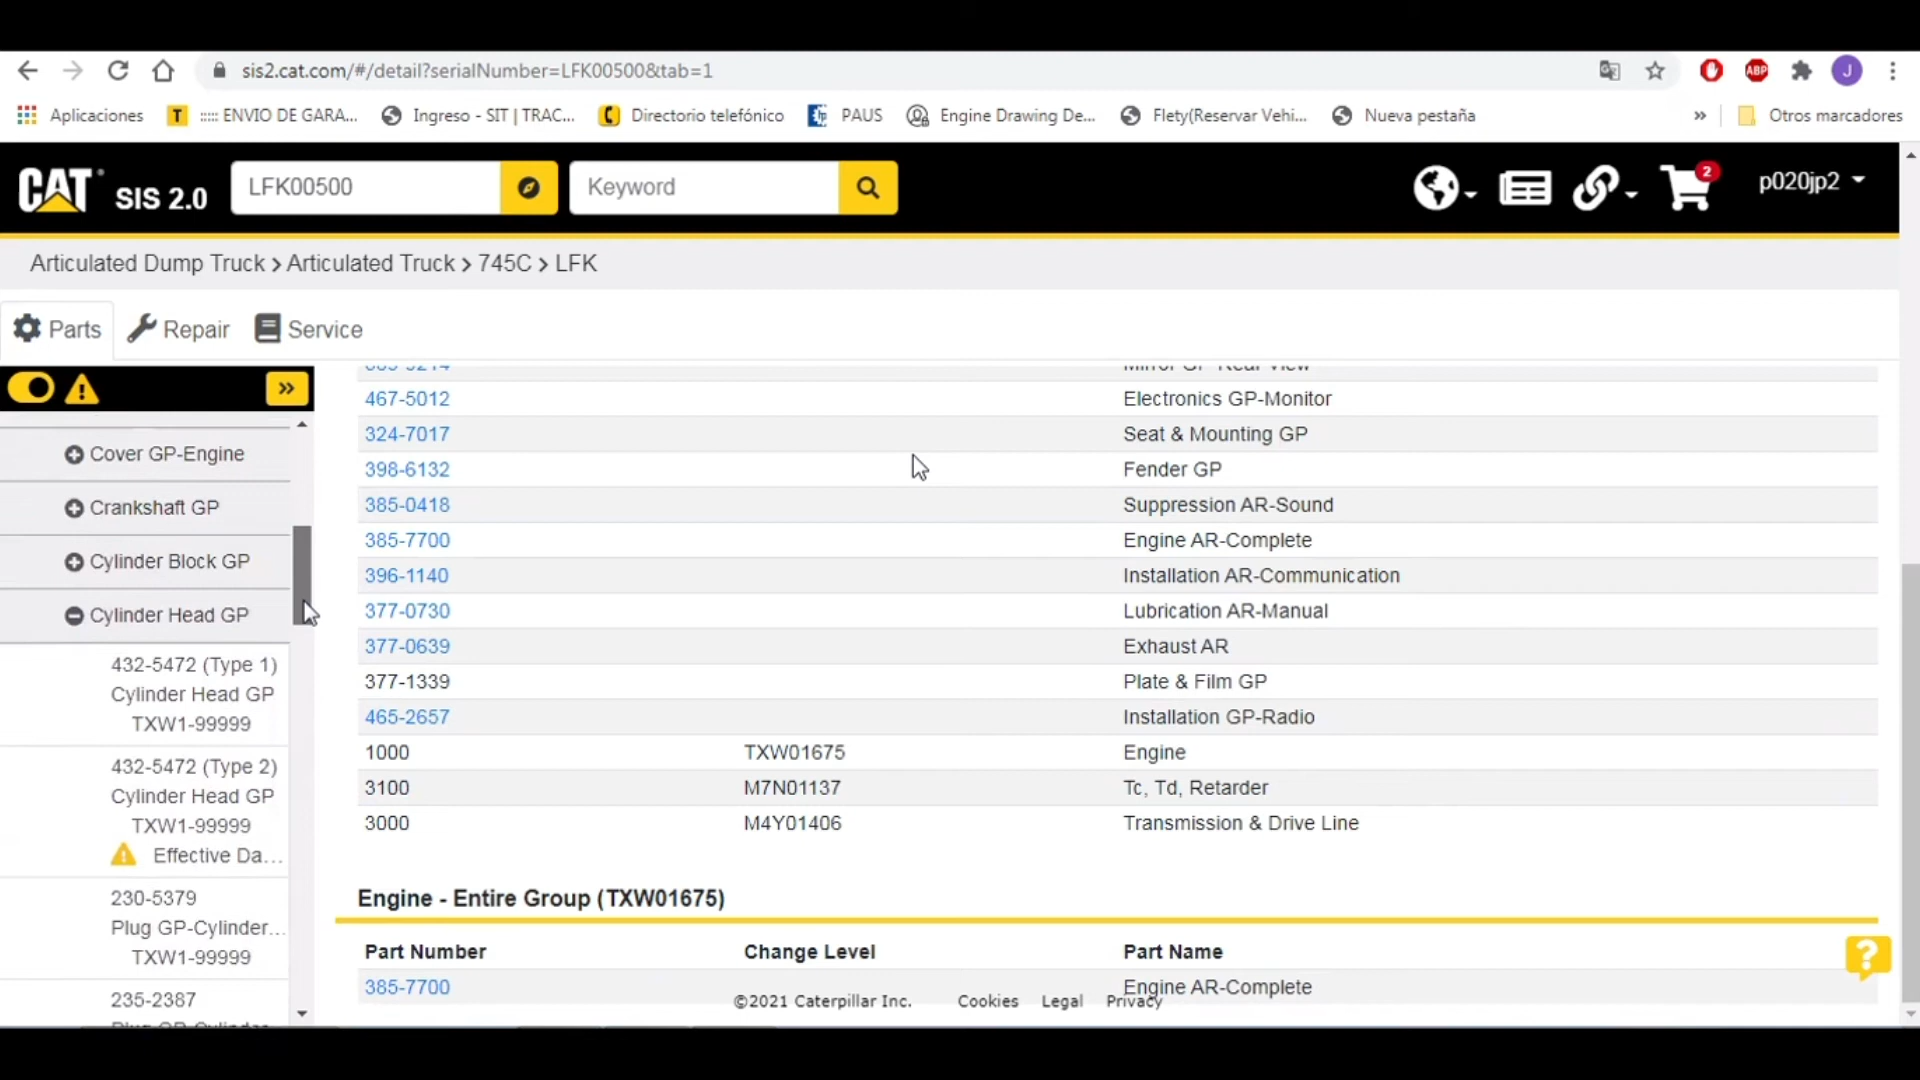 sis2.cat.com/#/detail?serialNumber=LFK00500&tab=1
ABP
J
Aplicaciones
T
::::: ENVIO DE GARA...
Ingreso - SIT | TRAC...
Directorio telefónico
PAUS
Engine Drawing De...
Flety(Reservar Vehi...
Nueva pestaña
»
Otros marcadores
CAT SIS 2.0
LFK00500
Keyword
2
p020jp2
Articulated Dump Truck > Articulated Truck > 745C > LFK
Parts
Repair
Service
»
Cover GP-Engine
Crankshaft GP
Cylinder Block GP
Cylinder Head GP
432-5472 (Type 1)
Cylinder Head GP
TXW1-99999
432-5472 (Type 2)
Cylinder Head GP
TXW1-99999
Effective Da...
230-5379
Plug GP-Cylinder...
TXW1-99999
235-2387
467-5012 Electronics GP-Monitor
324-7017 Seat & Mounting GP
398-6132 Fender GP
385-0418 Suppression AR-Sound
385-7700 Engine AR-Complete
396-1140 Installation AR-Communication
377-0730 Lubrication AR-Manual
377-0639 Exhaust AR
377-1339 Plate & Film GP
465-2657 Installation GP-Radio
1000 TXW01675 Engine
3100 M7N01137 Tc, Td, Retarder
3000 M4Y01406 Transmission & Drive Line
Engine - Entire Group (TXW01675)
Part Number Change Level Part Name
385-7700 Engine AR-Complete
©2021 Caterpillar Inc. Cookies Legal Privacy
?